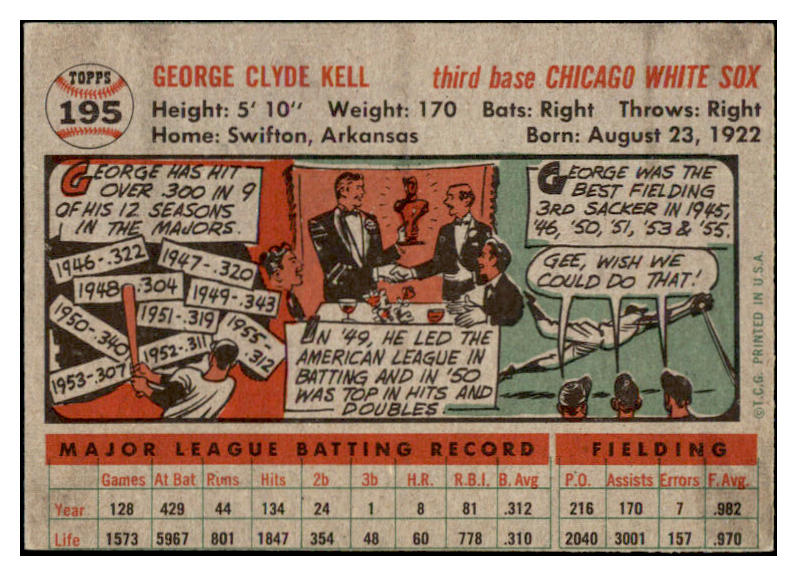 TOPPS
195
GEORGE CLYDE KELL third base CHICAGO WHITE SOX
Height: 5' 10" Weight: 170 Bats: Right Throws: Right
Home: Swifton, Arkansas Born: August 23, 1922
GEORGE HAS HIT
OVER .300 IN 9
OF HIS 12 SEASONS
IN THE MAJORS.
1946-.322
1947-.320
1948-.304
1949-.343
1950-.340
1951-.319
1952-.311
1953-.307
1955-.312
IN '49, HE LED THE
AMERICAN LEAGUE IN
BATTING AND IN '50
WAS TOP IN HITS AND
DOUBLES.
GEORGE WAS THE
BEST FIELDING
3RD SACKER IN 1945,
'46, '50, '51, '53 & '55.
GEE, WISH WE
COULD DO THAT!
©T.C.G. PRINTED IN U.S.A.
MAJOR LEAGUE BATTING RECORD FIELDING
Games At Bat Runs Hits 2b 3b H.R. R.B.I. B. Avg P.O. Assists Errors F. Avg.
Year 128 429 44 134 24 1 8 81 .312 216 170 7 .982
Life 1573 5967 801 1847 354 48 60 778 .310 2040 3001 157 .970